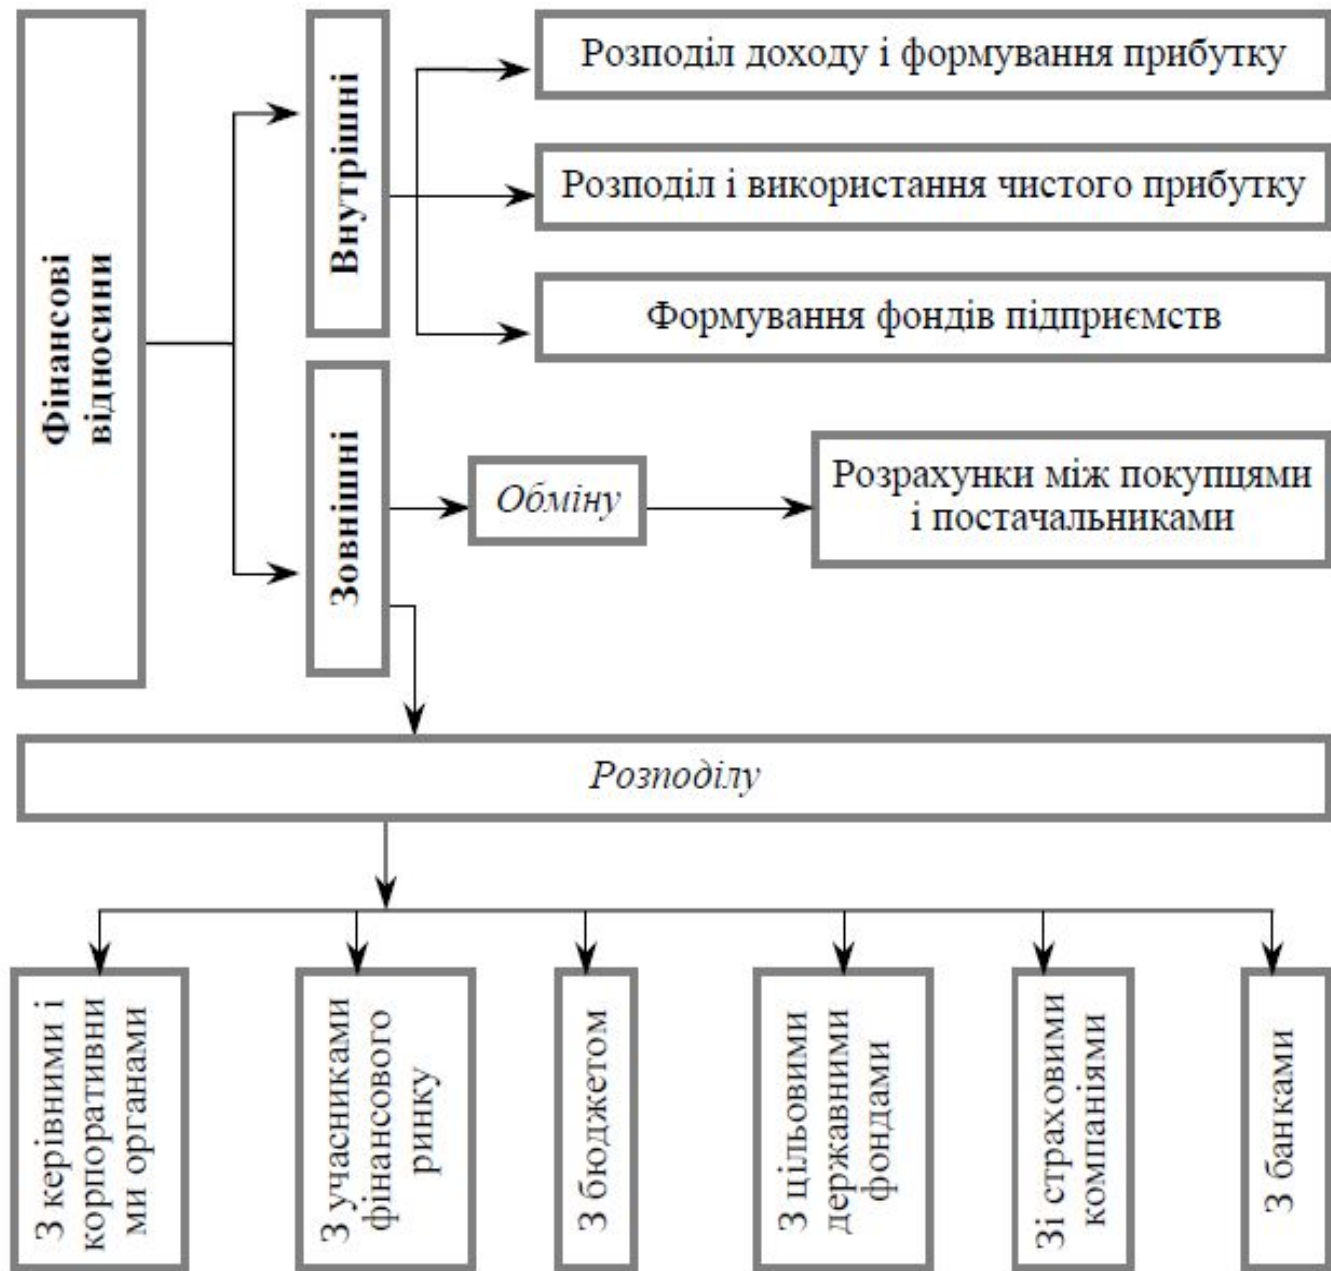 Фінансові
відносини
Внутрішні
Розподіл доходу і формування прибутку
Розподіл і використання чистого прибутку
Формування фондів підприємств
Зовнішні
Обміну
Розрахунки між покупцями
і постачальниками
Розподілу
З керівними і
корпоративни
ми органами
З учасниками
фінансового
ринку
З бюджетом
З цільовими
державними
фондами
Зі страховими
компаніями
З банками